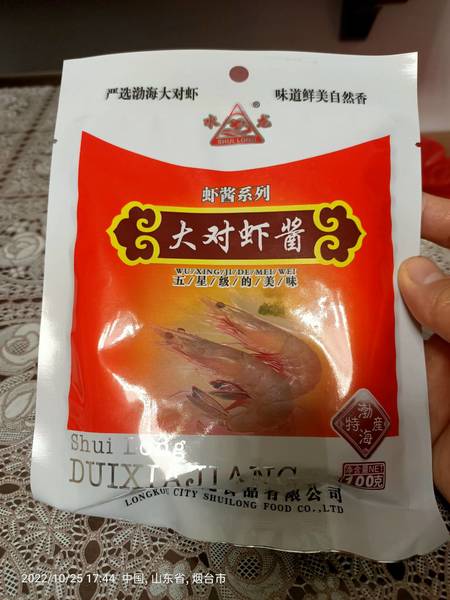 严选渤海大对虾 味道鲜美自然香
水 龙 ®
SHUI LONG
虾酱系列
大对虾酱
WU/XING/JI/DE/MEI/WEI
五/星/级/的/美/味
渤海
特産
净含量NET
100克
Shui Long
DUIXIAJIANG
食品有限公司
LONGKOU CITY SHUILONG FOOD CO.,LTD
2022/10/25 17:44 中国, 山东省, 烟台市